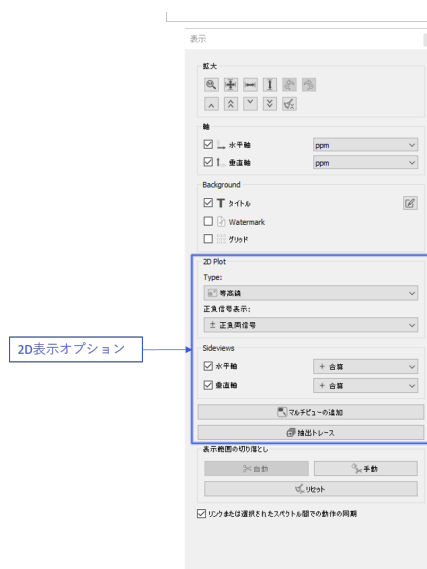 表示
拡大
軸
水平軸 ppm
垂直軸 ppm
Background
T タイトル
Watermark
グリッド
2D Plot
Type:
等高線
正負信号表示:
± 正負両信号
2D表示オプション
Sideviews
水平軸 + 合算
垂直軸 + 合算
マルチビューの追加
抽出トレース
表示範囲の切り落とし
自動 手動
リセット
リンクまたは選択されたスペクトル間での動作の同期